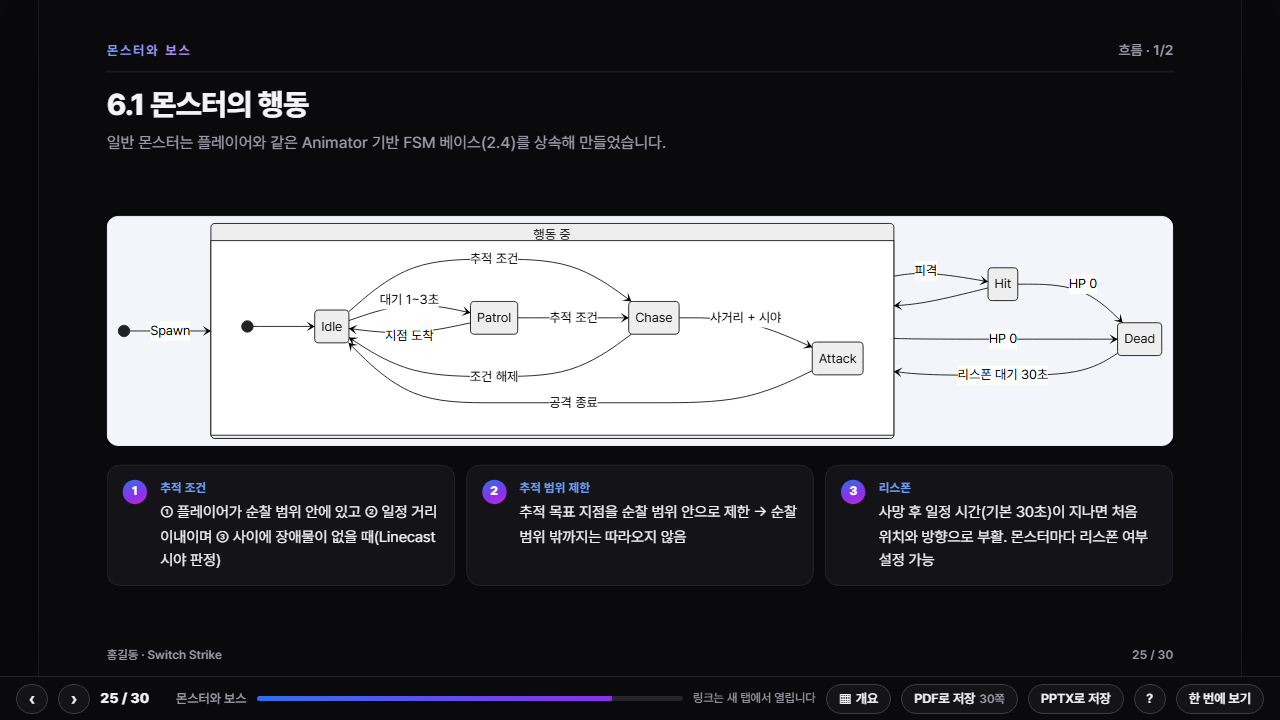 몬스터와 보스
흐름 · 1/2
6.1 몬스터의 행동
일반 몬스터는 플레이어와 같은 Animator 기반 FSM 베이스(2.4)를 상속해 만들었습니다.
행동 중
추적 조건
피격
Hit
HP 0
대기 1~3초
Spawn
Idle
Patrol
추적 조건
Chase
사거리 + 시야
지점 도착
HP 0
Dead
Attack
조건 해제
리스폰 대기 30초
공격 종료
1
추적 조건
① 플레이어가 순찰 범위 안에 있고 ② 일정 거리
이내이며 ③ 사이에 장애물이 없을 때(Linecast
시야 판정)
2
추적 범위 제한
추적 목표 지점을 순찰 범위 안으로 제한 → 순찰
범위 밖까지는 따라오지 않음
3
리스폰
사망 후 일정 시간(기본 30초)이 지나면 처음
위치와 방향으로 부활. 몬스터마다 리스폰 여부
설정 가능
홍길동 · Switch Strike
25 / 30
‹ › 25 / 30 몬스터와 보스 링크는 새 탭에서 열립니다 ▦ 개요 PDF로 저장 30쪽 PPTX로 저장 ? 한 번에 보기